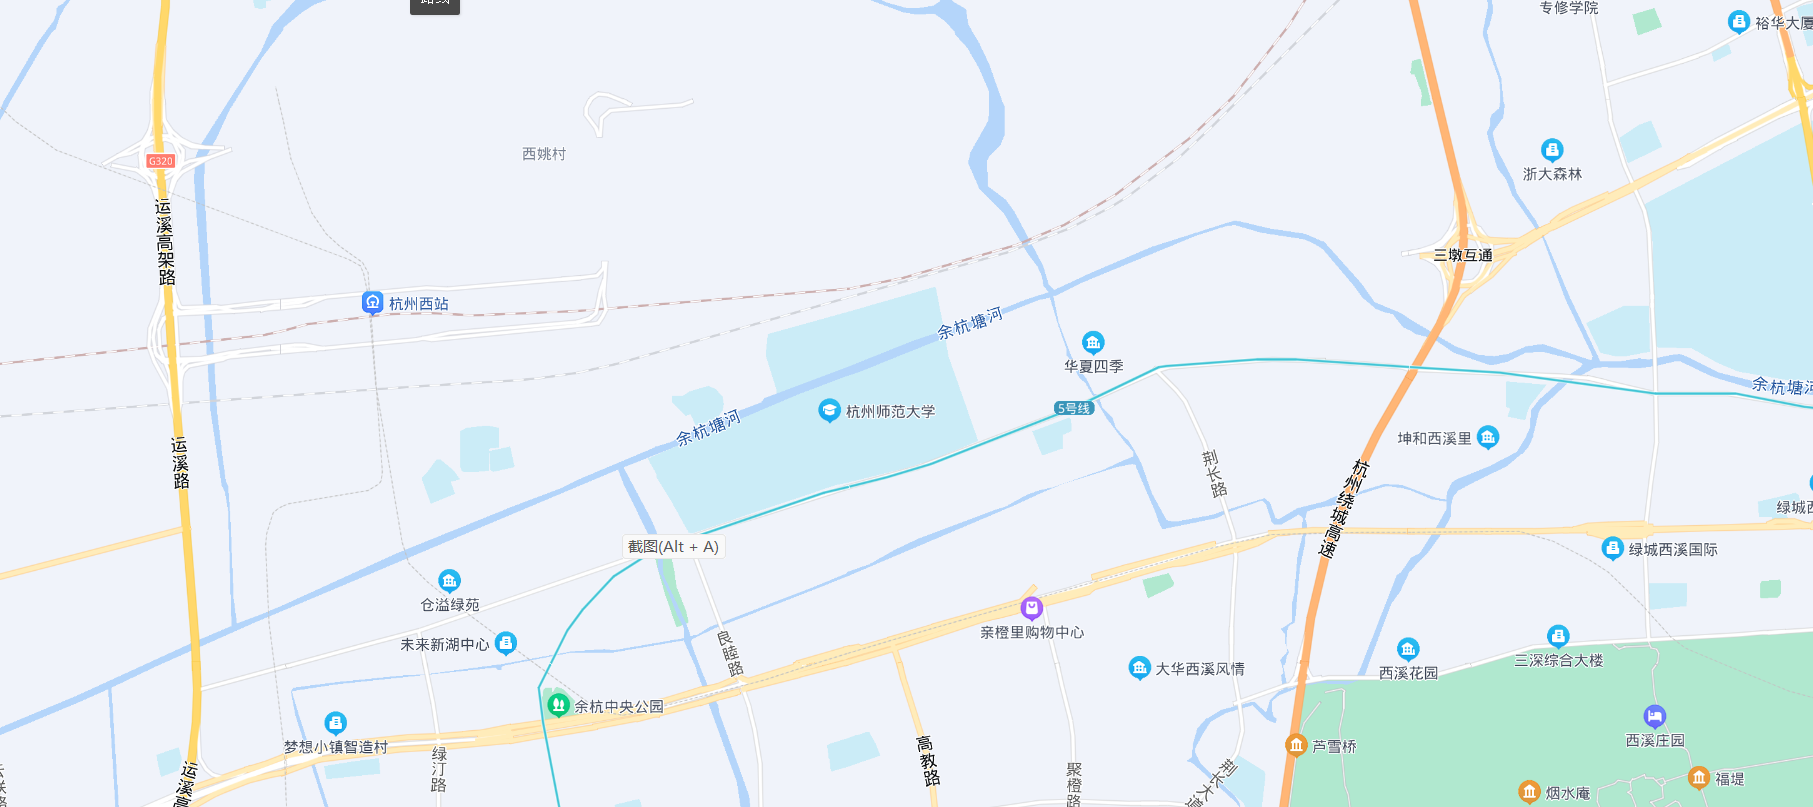 专修学院
裕华大厦
G320
西姚村
浙大森林
运溪高架路
三墩互通
杭州西站
余杭塘河
华夏四季
余杭塘河
5号线
杭州师范大学
余杭塘河
坤和西溪里
运溪路
荆长路
杭州绕城高速
绿城西
截图(Alt + A)
绿城西溪国际
仓溢绿苑
亲橙里购物中心
未来新湖中心
良睦路
大华西溪风情
西溪花园
三深综合大楼
余杭中央公园
梦想小镇智造村
绿汀路
高教路
聚橙路
荆长大道
芦雪桥
西溪庄园
福堤
烟水庵
运溪高